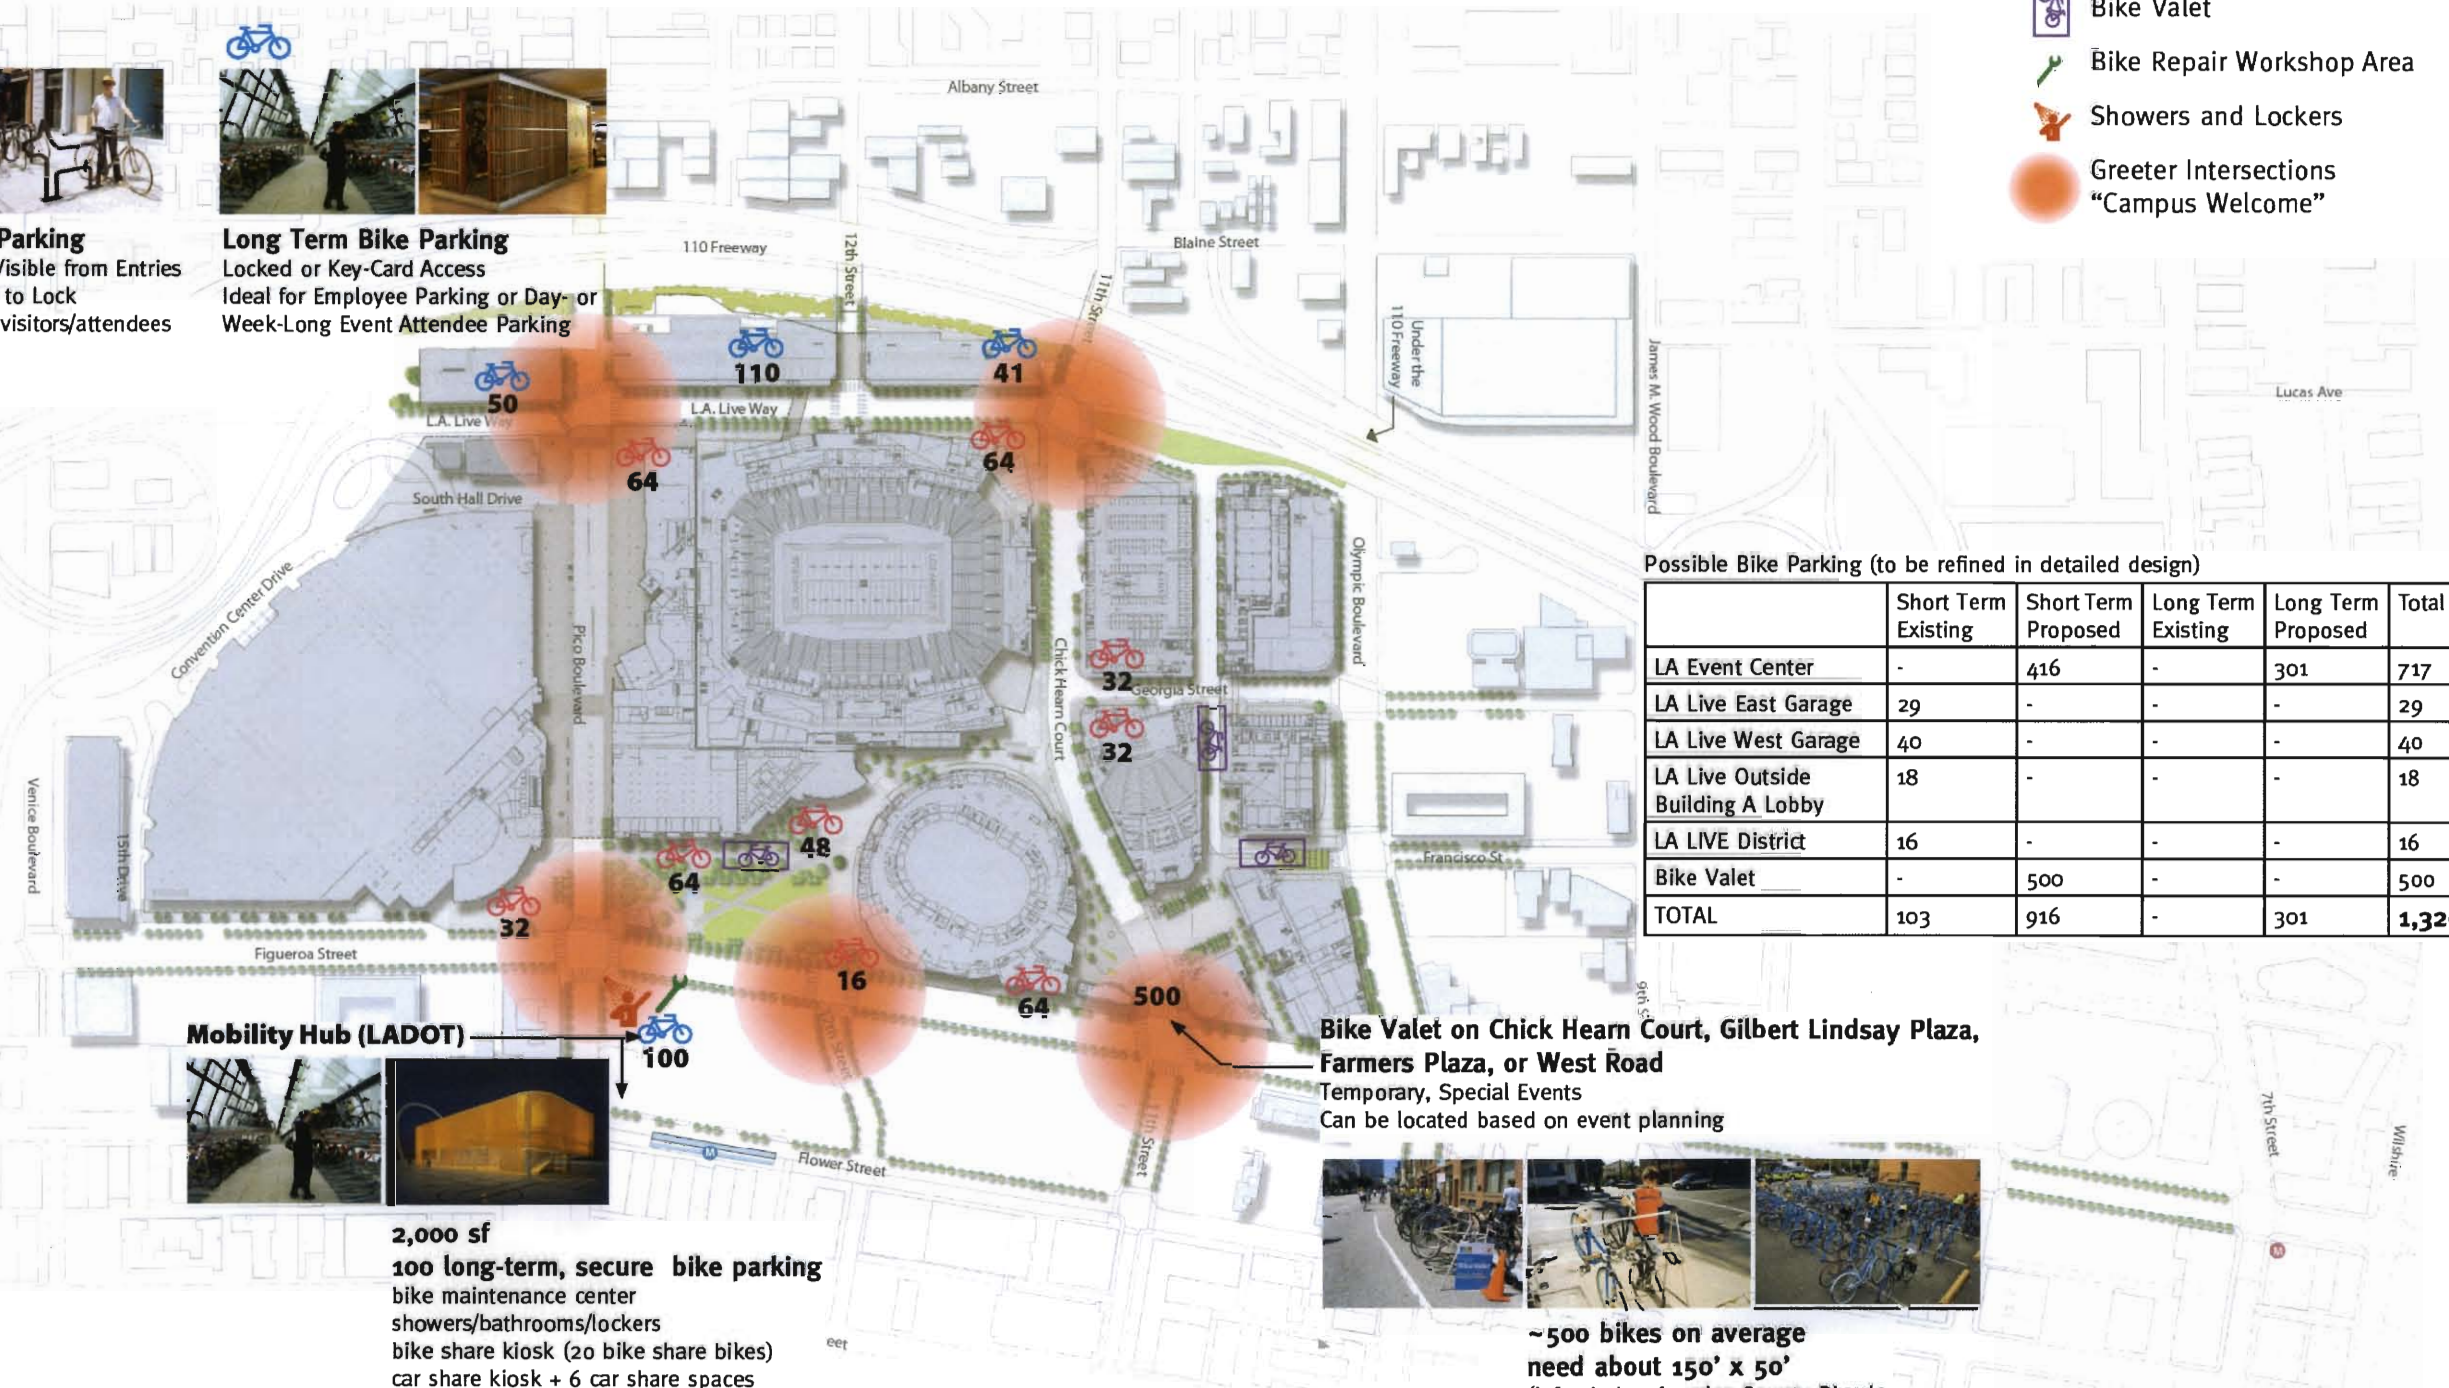 Bike Valet
Bike Repair Workshop Area
Showers and Lockers
Greeter Intersections
“Campus Welcome”
Albany Street
Parking
Visible from Entries
to Lock
visitors/attendees
Long Term Bike Parking
Locked or Key-Card Access
Ideal for Employee Parking or Day- or
Week-Long Event Attendee Parking
110 Freeway
12th Street
Blaine Street
11th Street
Under the
110 Freeway
James M. Wood Boulevard
Lucas Ave
50
110
41
L.A. Live Way
L.A. Live Way
64
64
South Hall Drive
Convention Center Drive
Pico Boulevard
Chick Hearn Court
Olympic Boulevard
32
Georgia Street
32
Venice Boulevard
15th Drive
48
64
32
Francisco St
Figueroa Street
16
64
500
12th Street
9th S
Possible Bike Parking (to be refined in detailed design)
Short Term Existing Short Term Proposed Long Term Existing Long Term Proposed Total
LA Event Center - 416 - 301 717
LA Live East Garage 29 - - - 29
LA Live West Garage 40 - - - 40
LA Live Outside Building A Lobby 18 - - - 18
LA LIVE District 16 - - - 16
Bike Valet - 500 - - 500
TOTAL 103 916 - 301 1,32
Mobility Hub (LADOT)
100
Bike Valet on Chick Hearn Court, Gilbert Lindsay Plaza,
Farmers Plaza, or West Road
Temporary, Special Events
Can be located based on event planning
M
Flower Street
11th Street
7th Street
Wilshire
M
2,000 sf
100 long-term, secure bike parking
bike maintenance center
showers/bathrooms/lockers
bike share kiosk (20 bike share bikes)
car share kiosk + 6 car share spaces
eet
~500 bikes on average
need about 150’ x 50’